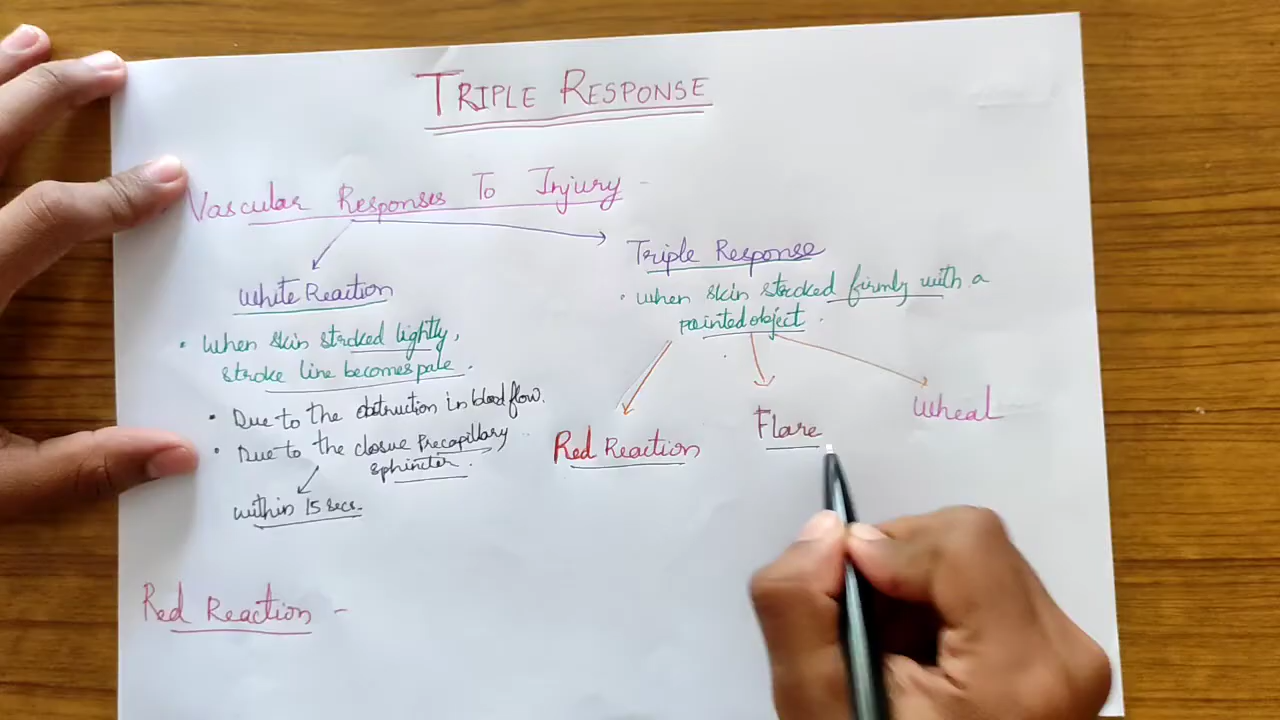 TRIPLE RESPONSE
Vascular Responses To Injury -
White Reaction
• When skin stroked lightly,
stroke line becomes pale.
• Due to the obstruction in blood flow.
• Due to the closue precapillary
sphincter.
within 15 secs.
Triple Response
• When skin stroked firmly with a
pointed object.
Red Reaction
Flare
Wheal
Red Reaction -